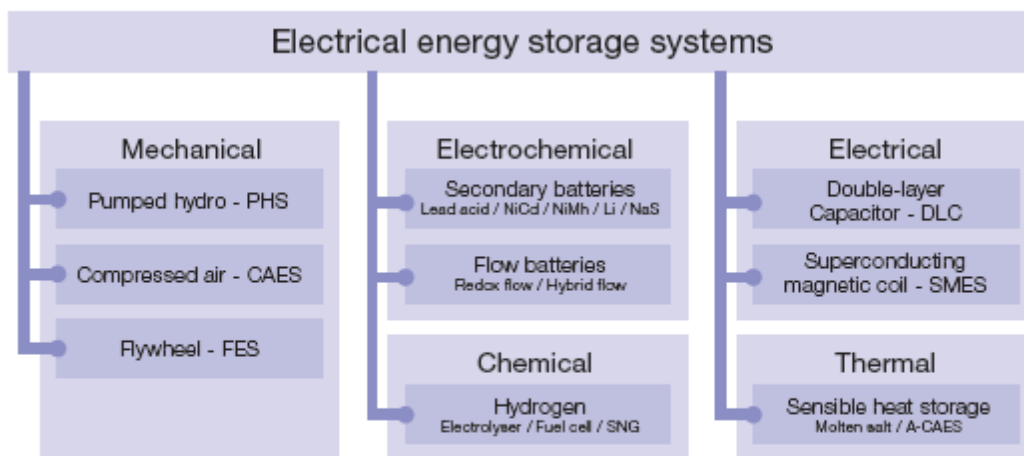 Electrical energy storage systems
Mechanical
Pumped hydro - PHS
Compressed air - CAES
Flywheel - FES
Electrochemical
Secondary batteries
Lead acid / NiCd / NiMh / Li / NaS
Flow batteries
Redox flow / Hybrid flow
Chemical
Hydrogen
Electrolyser / Fuel cell / SNG
Electrical
Double-layer
Capacitor - DLC
Superconducting
magnetic coil - SMES
Thermal
Sensible heat storage
Molten salt / A-CAES